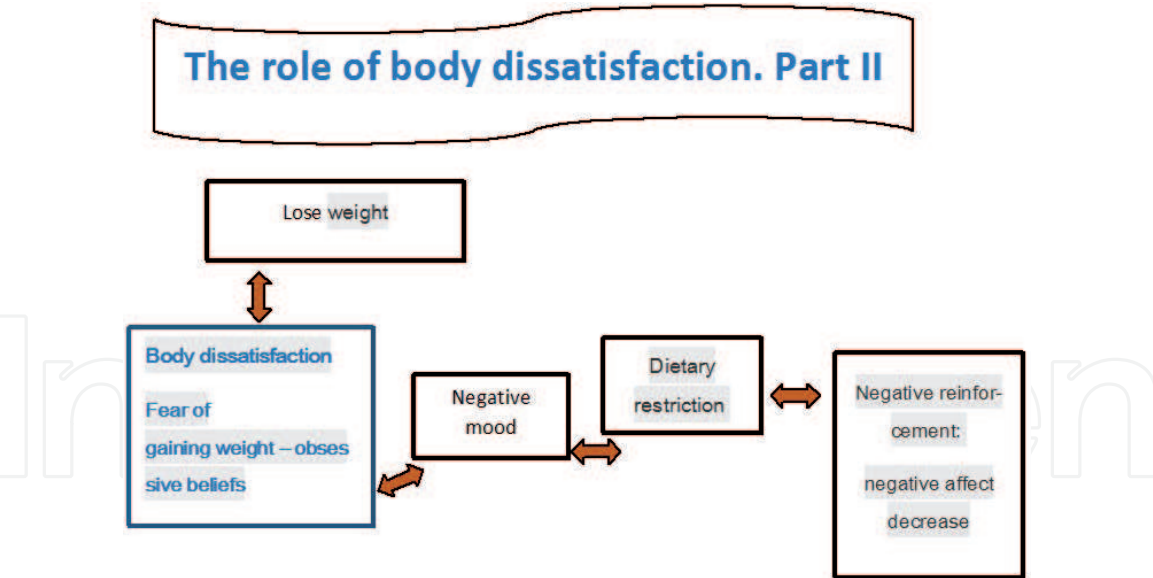 The role of body dissatisfaction. Part II
Lose weight
Body dissatisfaction
Fear of
gaining weight – obses
sive beliefs
Negative
mood
Dietary
restriction
Negative reinfor-
cement:
negative affect
decrease